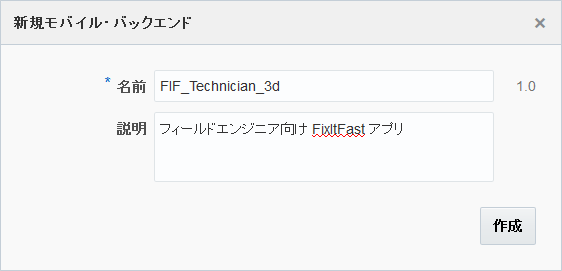 新規モバイル・バックエンド ×
* 名前 FIF_Technician_3d 1.0
説明 フィールドエンジニア向け FixItFast アプリ
作成